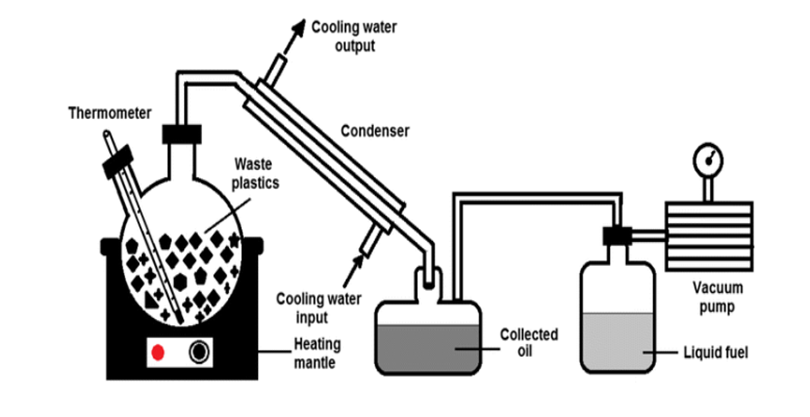 Cooling water
output
Thermometer
Condenser
Waste
plastics
Cooling water
input
Heating
mantle
Collected
oil
Vacuum
pump
Liquid fuel